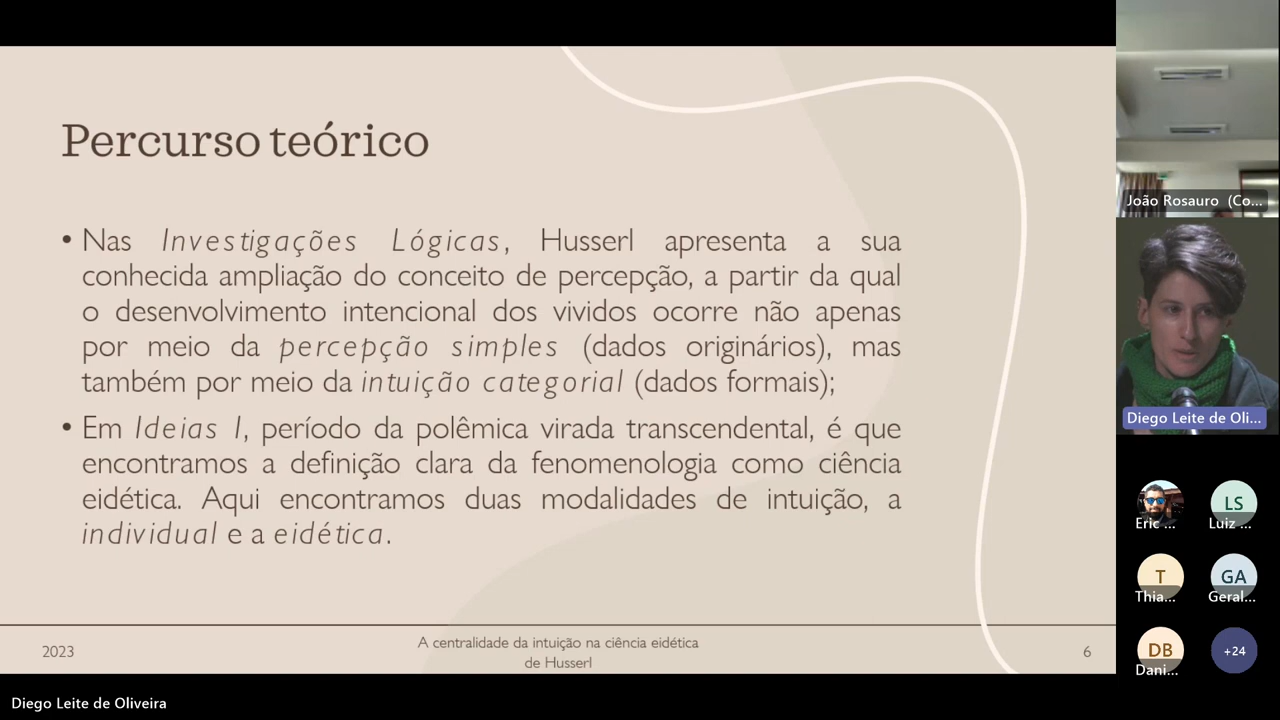 Percurso teórico
• Nas Investigações Lógicas, Husserl apresenta a sua
conhecida ampliação do conceito de percepção, a partir da qual
o desenvolvimento intencional dos vividos ocorre não apenas
por meio da percepção simples (dados originários), mas
também por meio da intuição categorial (dados formais);
• Em Ideias I, período da polêmica virada transcendental, é que
encontramos a definição clara da fenomenologia como ciência
eidética. Aqui encontramos duas modalidades de intuição, a
individual e a eidética.
2023
A centralidade da intuição na ciência eidética
de Husserl
6
João Rosauro (Co...
Diego Leite de Oli...
Eric ...
LS
Luiz ...
T
Thia...
GA
Geral...
DB
Dani...
+24
Diego Leite de Oliveira